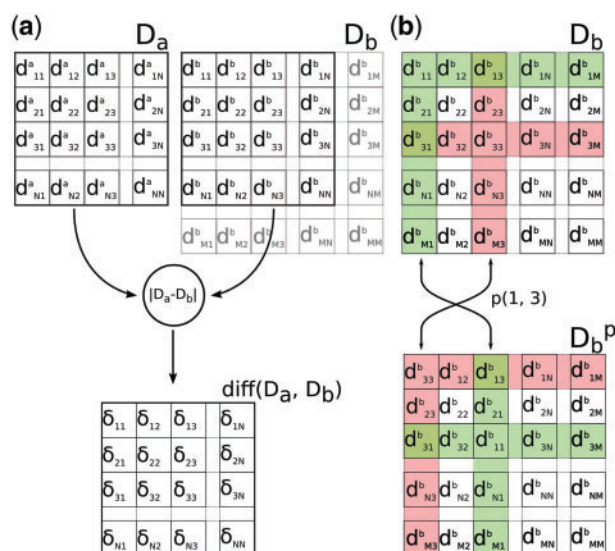 (a) Da
da11 da12 da13 da1N
da21 da22 da23 da2N
da31 da32 da33 da3N
daN1 daN2 daN3 daNN
Db
db11 db12 db13 db1N db1M
db21 db22 db23 db2N db2M
db31 db32 db33 db3N db3M
dbN1 dbN2 dbN3 dbNN dbNM
dbM1 dbM2 dbM3 dbMN dbMM
|Da-Db|
diff(Da, Db)
δ11 δ12 δ13 δ1N
δ21 δ22 δ23 δ2N
δ31 δ32 δ33 δ3N
δN1 δN2 δN3 δNN
(b) Db
db11 db12 db13 db1N db1M
db21 db22 db23 db2N db2M
db31 db32 db33 db3N db3M
dbN1 dbN2 dbN3 dbNN dbNM
dbM1 dbM2 dbM3 dbMN dbMM
p(1, 3)
Dbp
db33 db12 db13 db1N db1M
db23 db22 db21 db2N db2M
db31 db32 db11 db3N db3M
dbN3 dbN2 dbN1 dbNN dbNM
dbM3 dbM2 dbM1 dbMN dbMM